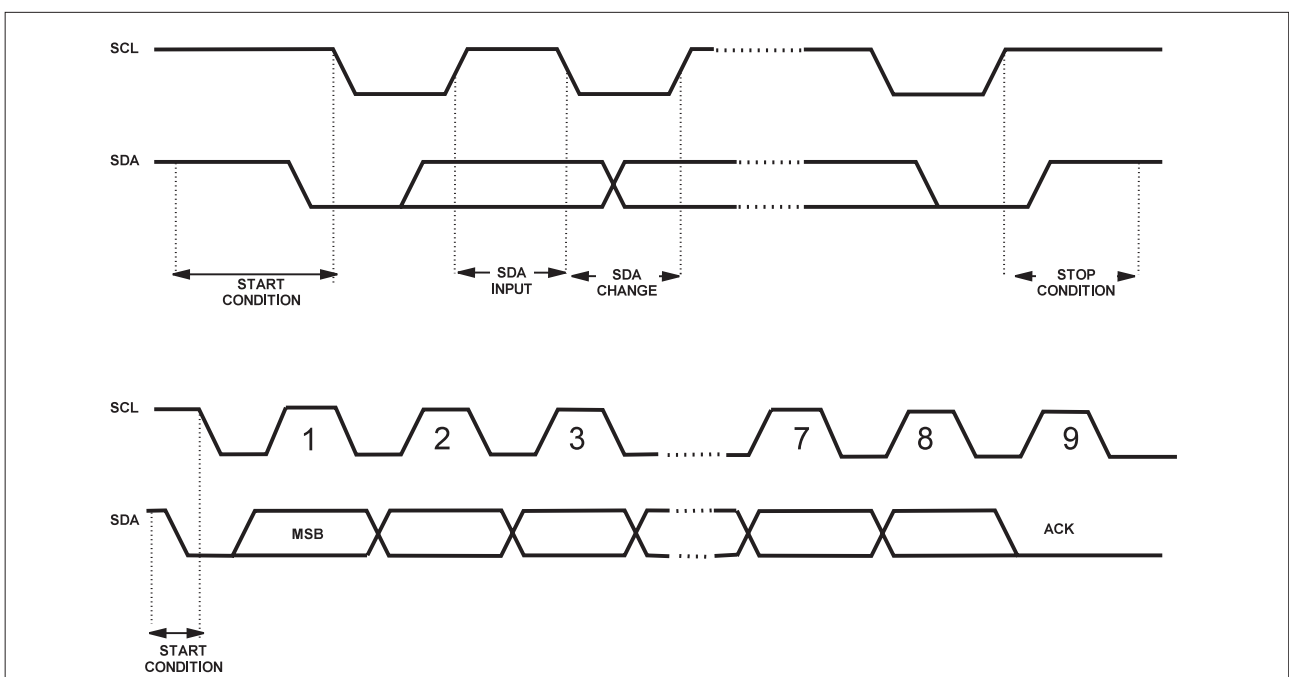 SCL
SDA
START
CONDITION
SDA
INPUT
SDA
CHANGE
STOP
CONDITION
SCL
1 2 3 7 8 9
SDA
MSB ACK
START
CONDITION